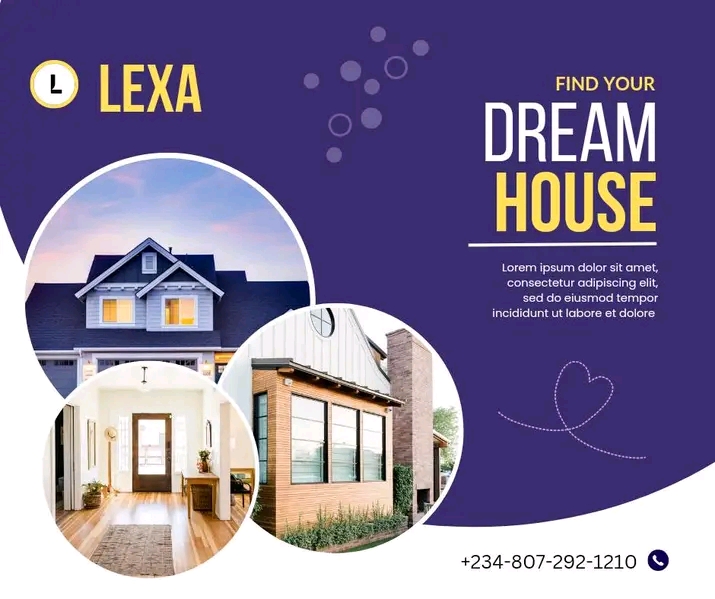 L
LEXA
FIND YOUR
DREAM
HOUSE
Lorem ipsum dolor sit amet,
consectetur adipiscing elit,
sed do eiusmod tempor
incididunt ut labore et dolore
+234-807-292-1210